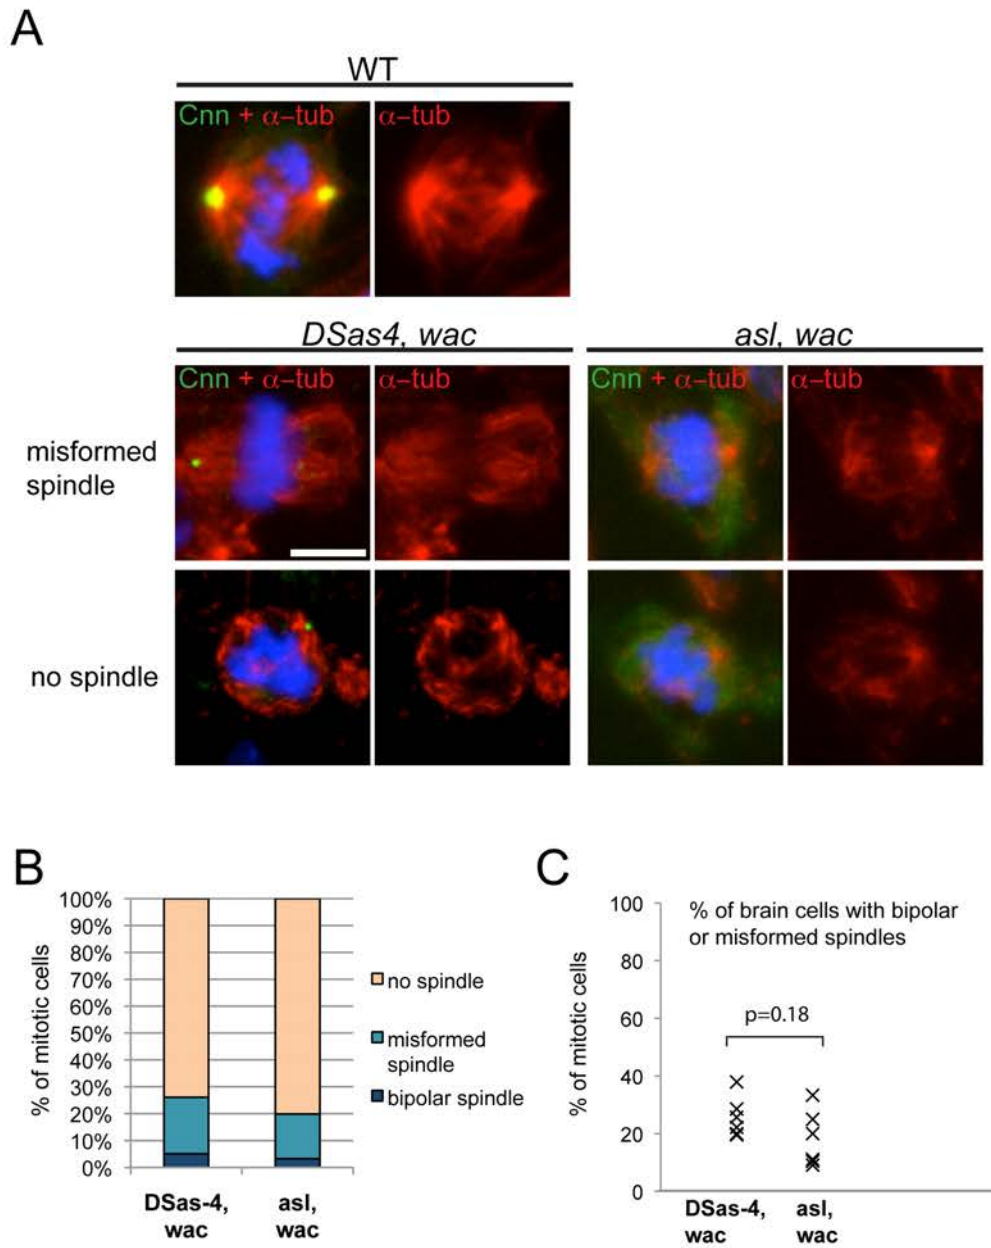 A
WT
Cnn + α–tub
α–tub
DSas4, wac
asl, wac
Cnn + α–tub
α–tub
Cnn + α–tub
α–tub
misformed
spindle
no spindle
B
100%
90%
80%
70%
60%
50%
40%
30%
20%
10%
0%
% of mitotic cells
no spindle
misformed
spindle
bipolar spindle
DSas-4,
wac
asl,
wac
C
% of brain cells with bipolar
or misformed spindles
100
80
60
40
20
0
% of mitotic cells
p=0.18
DSas-4,
wac
asl,
wac